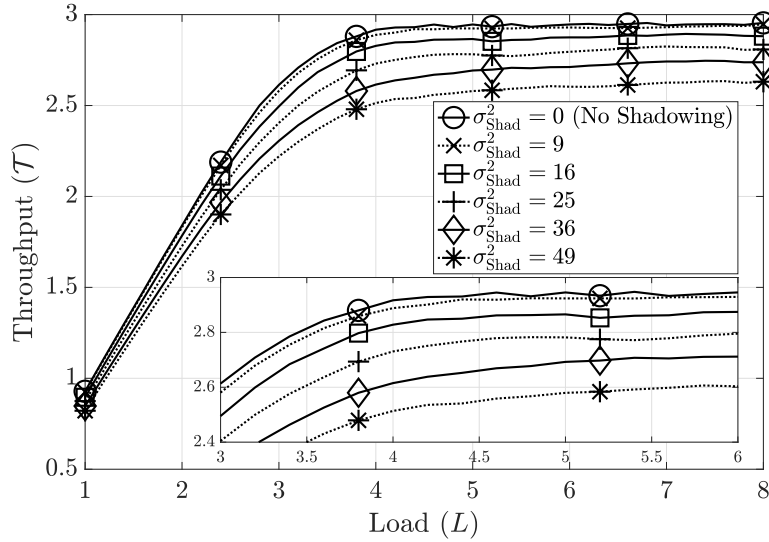 3
2.5
2
1.5
1
0.5
Throughput (𝒯)
σ²Shad = 0 (No Shadowing)
σ²Shad = 9
σ²Shad = 16
σ²Shad = 25
σ²Shad = 36
σ²Shad = 49
3
2.8
2.6
2.4
3 3.5 4 4.5 5 5.5 6
1 2 3 4 5 6 7 8
Load (L)